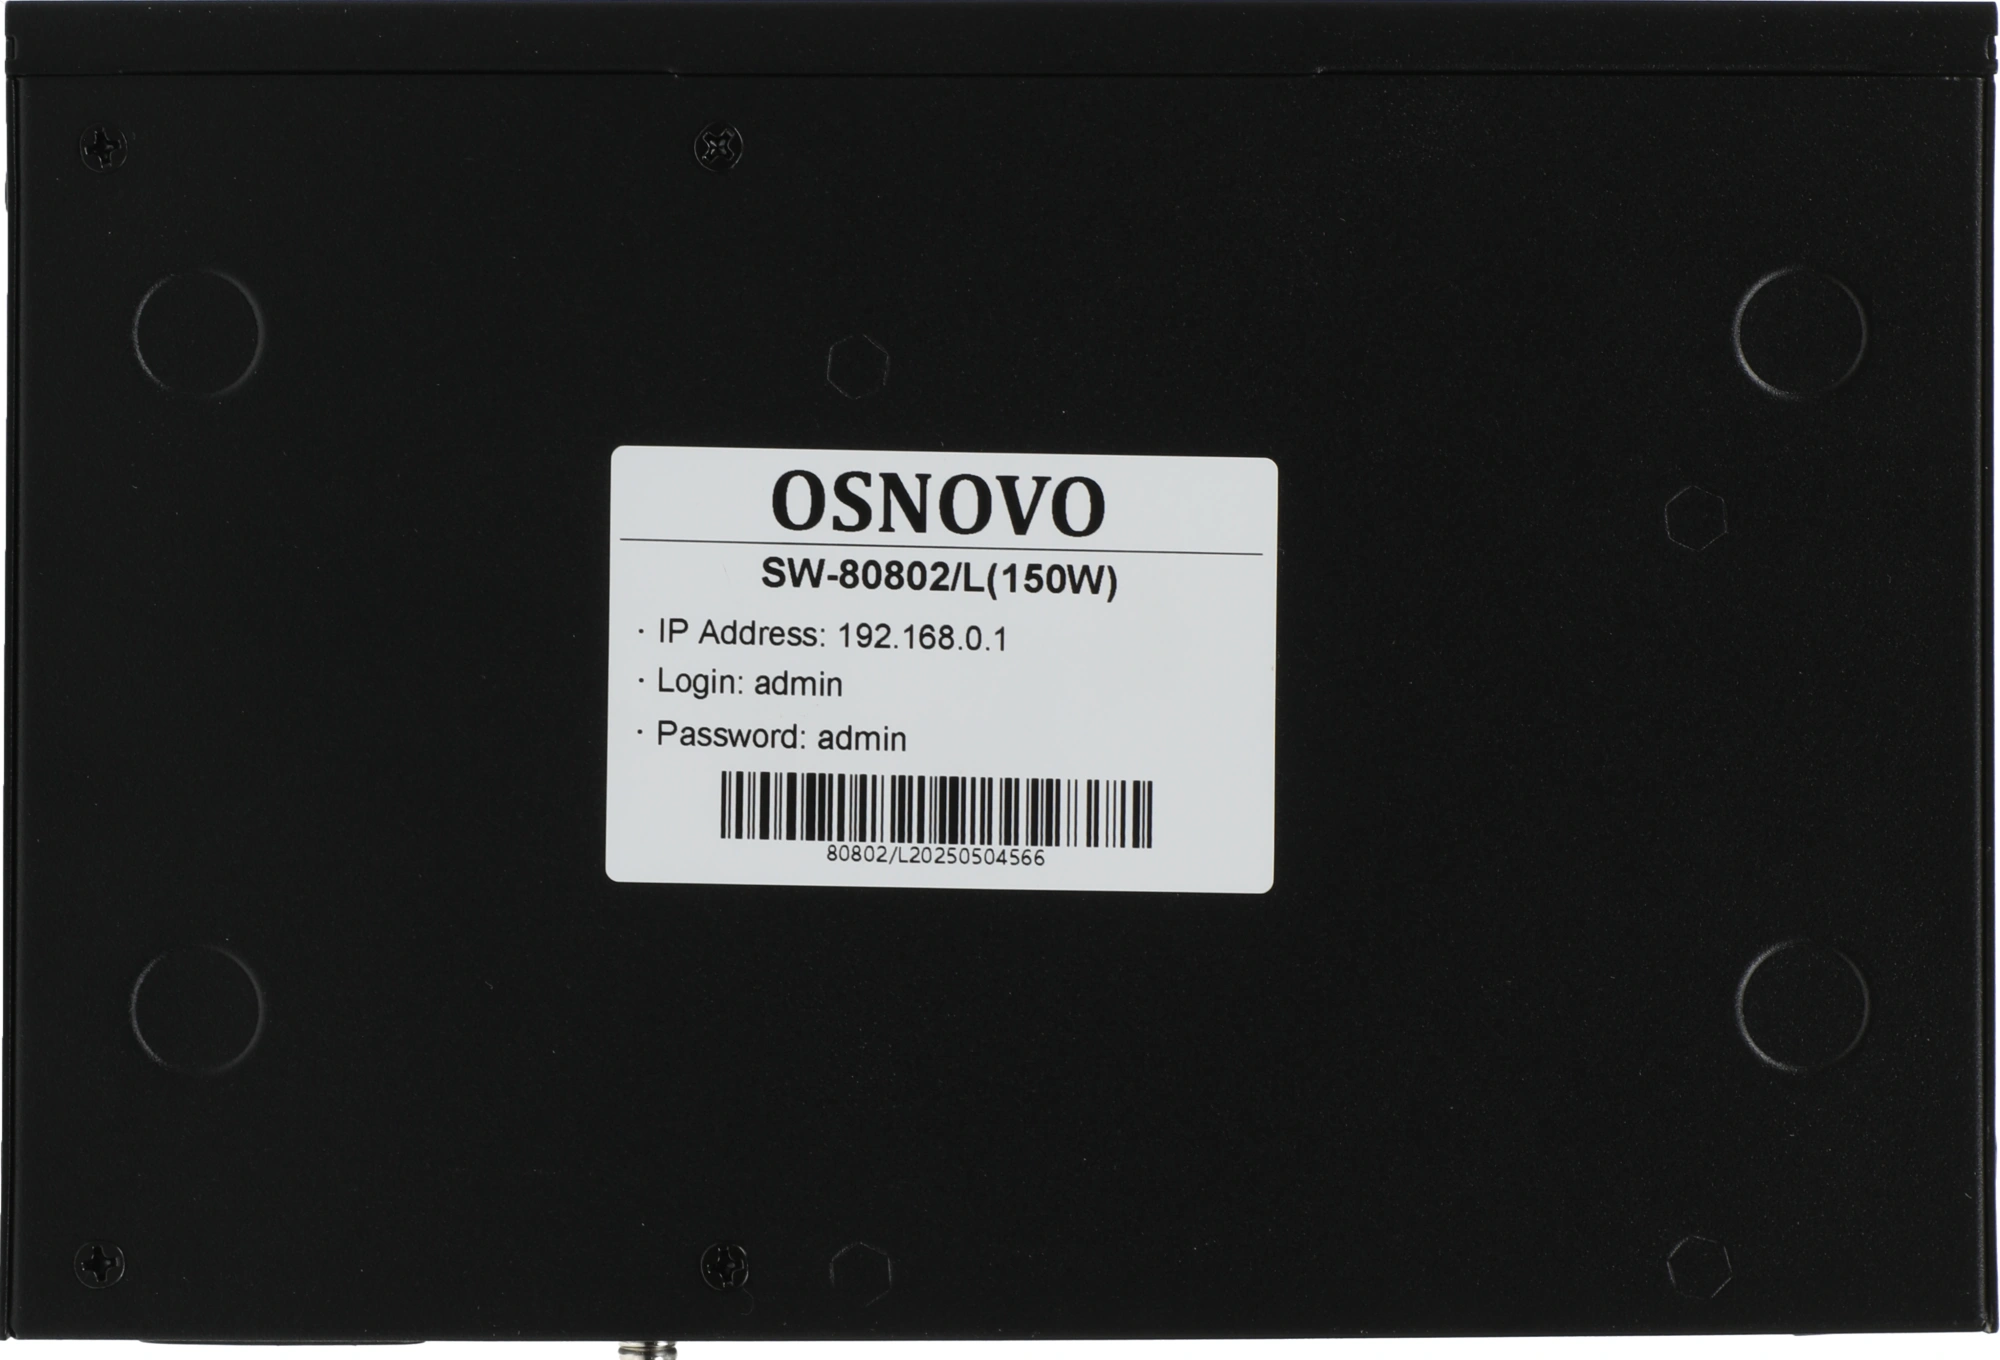 OSNOVO
SW-80802/L(150W)
· IP Address: 192.168.0.1
· Login: admin
· Password: admin
80802/L20250504566